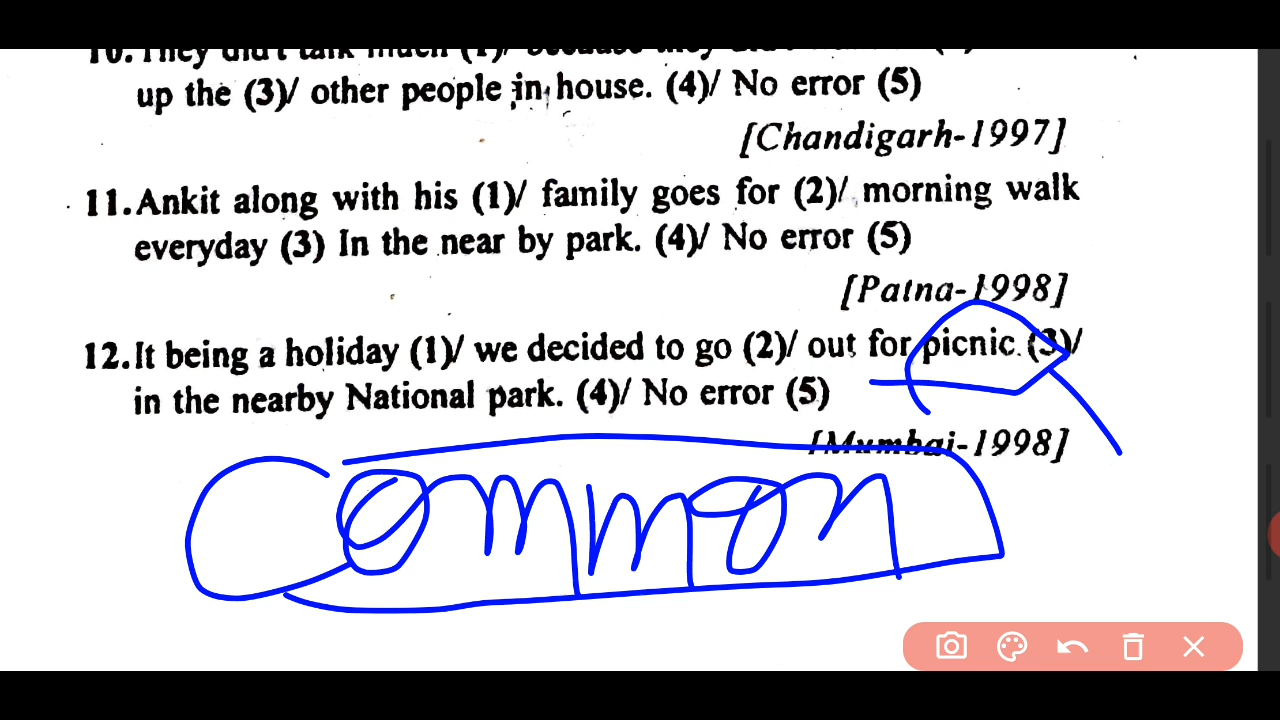 up the (3)/ other people in house. (4)/ No error (5)
[Chandigarh-1997]
11. Ankit along with his (1)/ family goes for (2)/ morning walk
everyday (3) In the near by park. (4)/ No error (5)
[Patna-1998]
12. It being a holiday (1)/ we decided to go (2)/ out for picnic. (3)/
in the nearby National park. (4)/ No error (5)
[Mumbai-1998]
Common